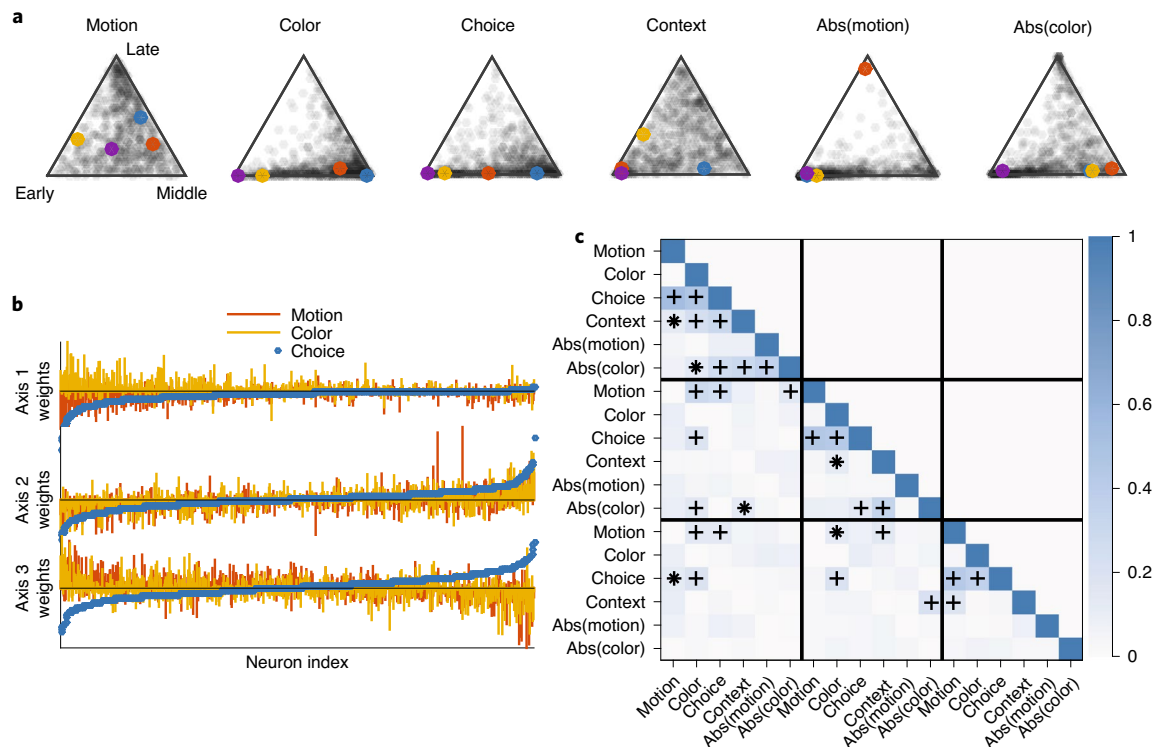 a
Motion
Color
Choice
Context
Abs(motion)
Abs(color)
Late
Early
Middle
b
Motion
Color
Choice
Axis 1
weights
Axis 2
weights
Axis 3
weights
Neuron index
c
Motion
Color
Choice
Context
Abs(motion)
Abs(color)
Motion
Color
Choice
Context
Abs(motion)
Abs(color)
Motion
Color
Choice
Context
Abs(motion)
Abs(color)
Motion
Color
Choice
Context
Abs(motion)
Abs(color)
Motion
Color
Choice
Context
Abs(motion)
Abs(color)
Motion
Color
Choice
Context
Abs(motion)
Abs(color)
1
0.8
0.6
0.4
0.2
0